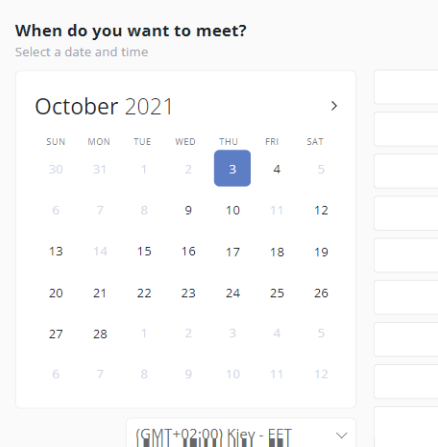 When do you want to meet?
Select a date and time
October 2021
SUN MON TUE WED THU FRI SAT
30 31 1 2 3 4 5
6 7 8 9 10 11 12
13 14 15 16 17 18 19
20 21 22 23 24 25 26
27 28 1 2 3 4 5
6 7 8 9 10 11 12
(GMT+02:00) Kiev - EET